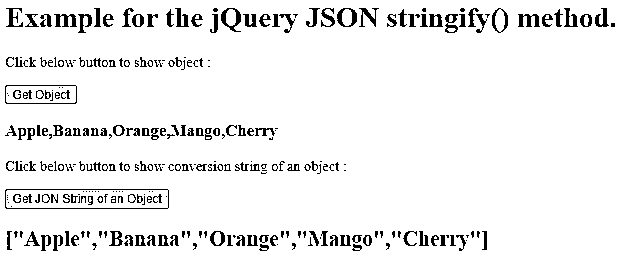 Example for the jQuery JSON stringify() method.
Click below button to show object :
Get Object
Apple,Banana,Orange,Mango,Cherry
Click below button to show conversion string of an object :
Get JON String of an Object
["Apple","Banana","Orange","Mango","Cherry"]